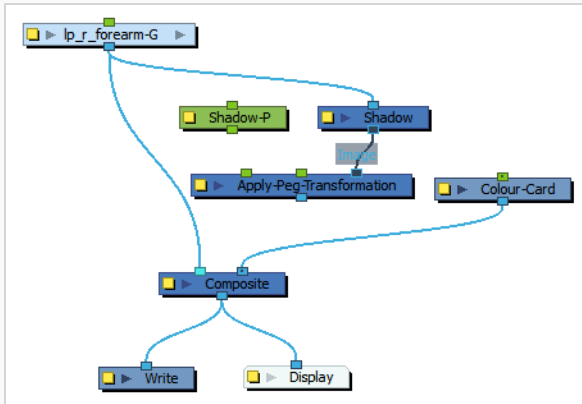 lp_r_forearm-G
Shadow-P
Shadow
Image
Apply-Peg-Transformation
Colour-Card
Composite
Write
Display